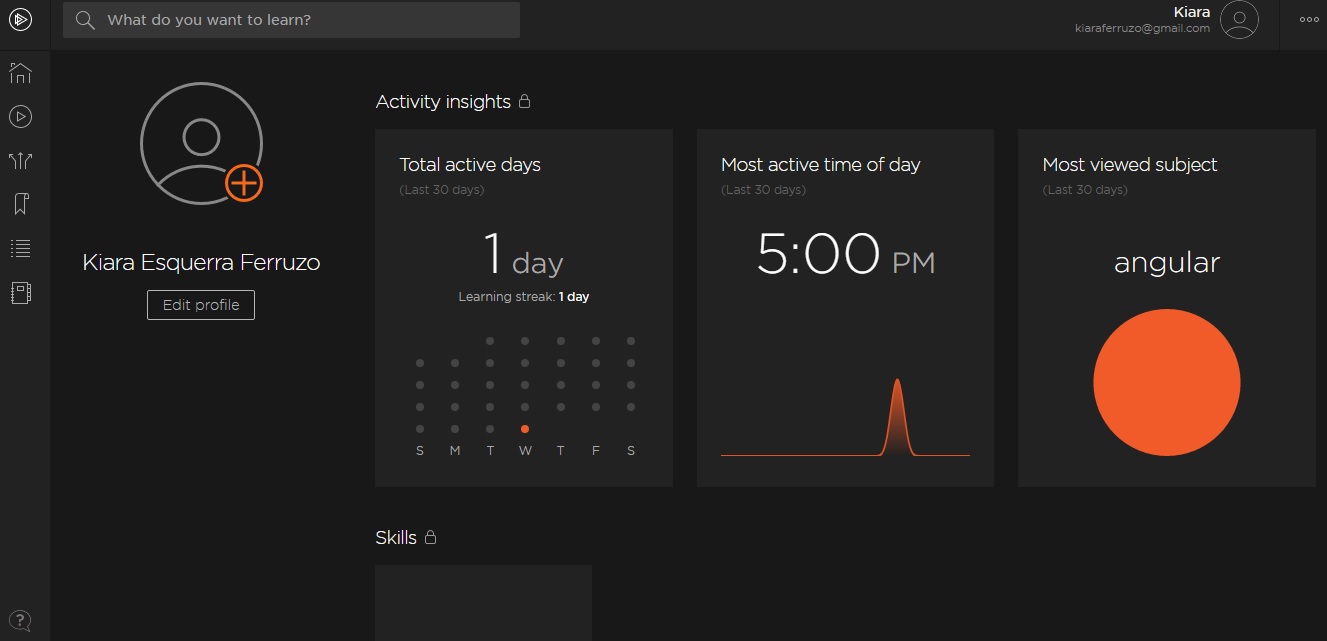 What do you want to learn?
Kiara
kiaraferruzo@gmail.com
Kiara Esquerra Ferruzo
Edit profile
Activity insights
Total active days
(Last 30 days)
1 day
Learning streak: 1 day
S M T W T F S
Most active time of day
(Last 30 days)
5:00 PM
Most viewed subject
(Last 30 days)
angular
Skills
?